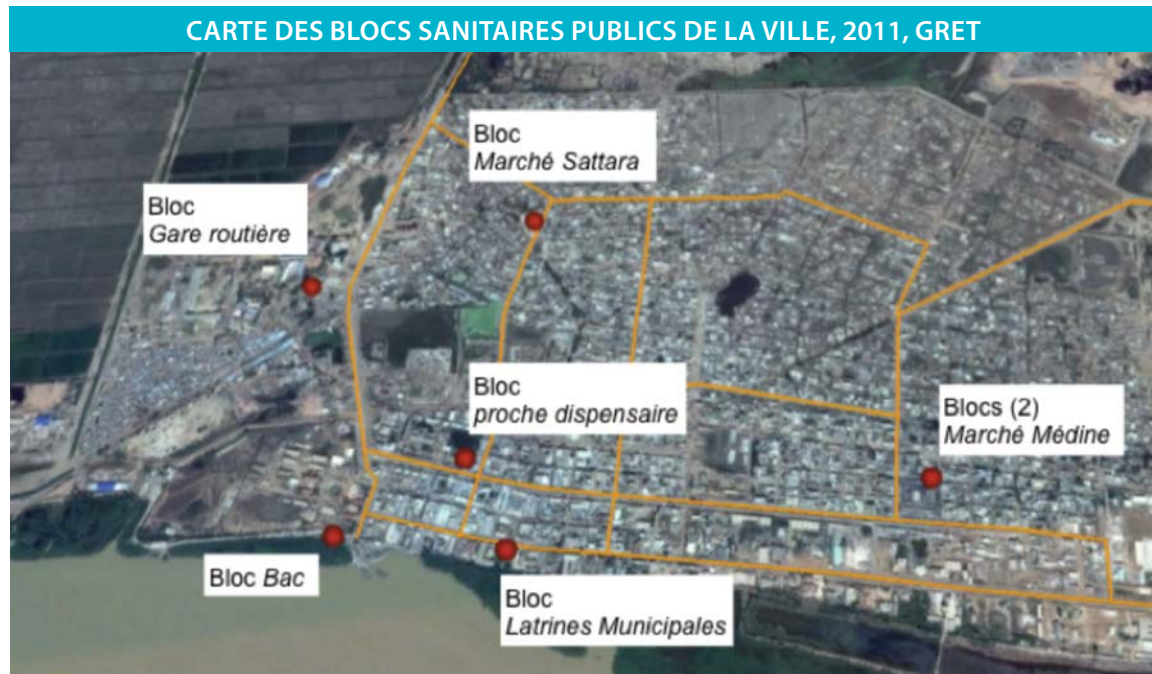 CARTE DES BLOCS SANITAIRES PUBLICS DE LA VILLE, 2011, GRET
Bloc
Marché Sattara
Bloc
Gare routière
Bloc
proche dispensaire
Blocs (2)
Marché Médine
Bloc Bac
Bloc
Latrines Municipales